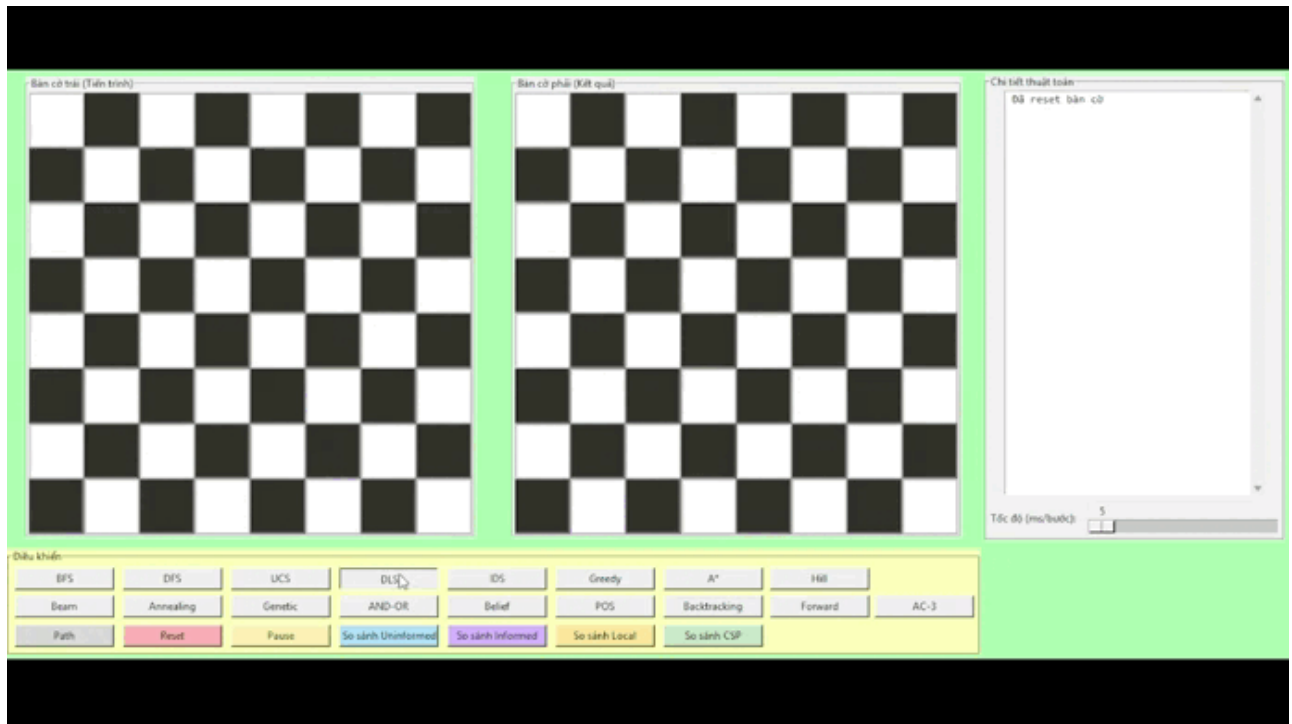 Bàn cờ trái (Tiến trình)
Bàn cờ phải (Kết quả)
Chi tiết thuật toán
Đã reset bàn cờ
Tốc độ (ms/bước):
5
Điều khiển
BFS DFS UCS DLS IDS Greedy A* Hill
Beam Annealing Genetic AND-OR Belief POS Backtracking Forward AC-3
Path Reset Pause So sánh Uninformed So sánh Informed So sánh Local So sánh CSP